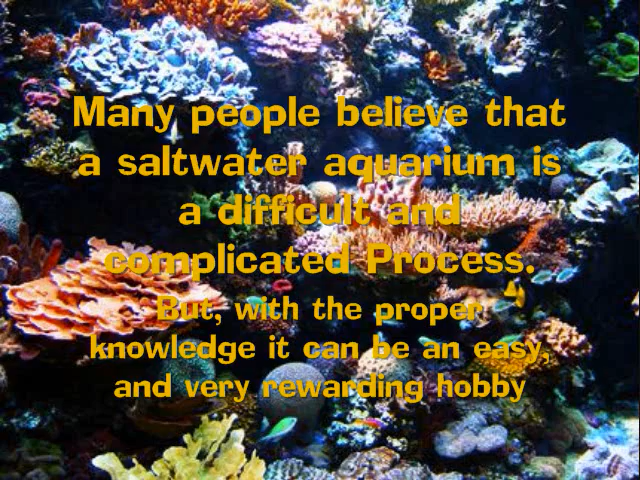 Many people believe that
a saltwater aquarium is
a difficult and
complicated Process.
But, with the proper
knowledge it can be an easy,
and very rewarding hobby